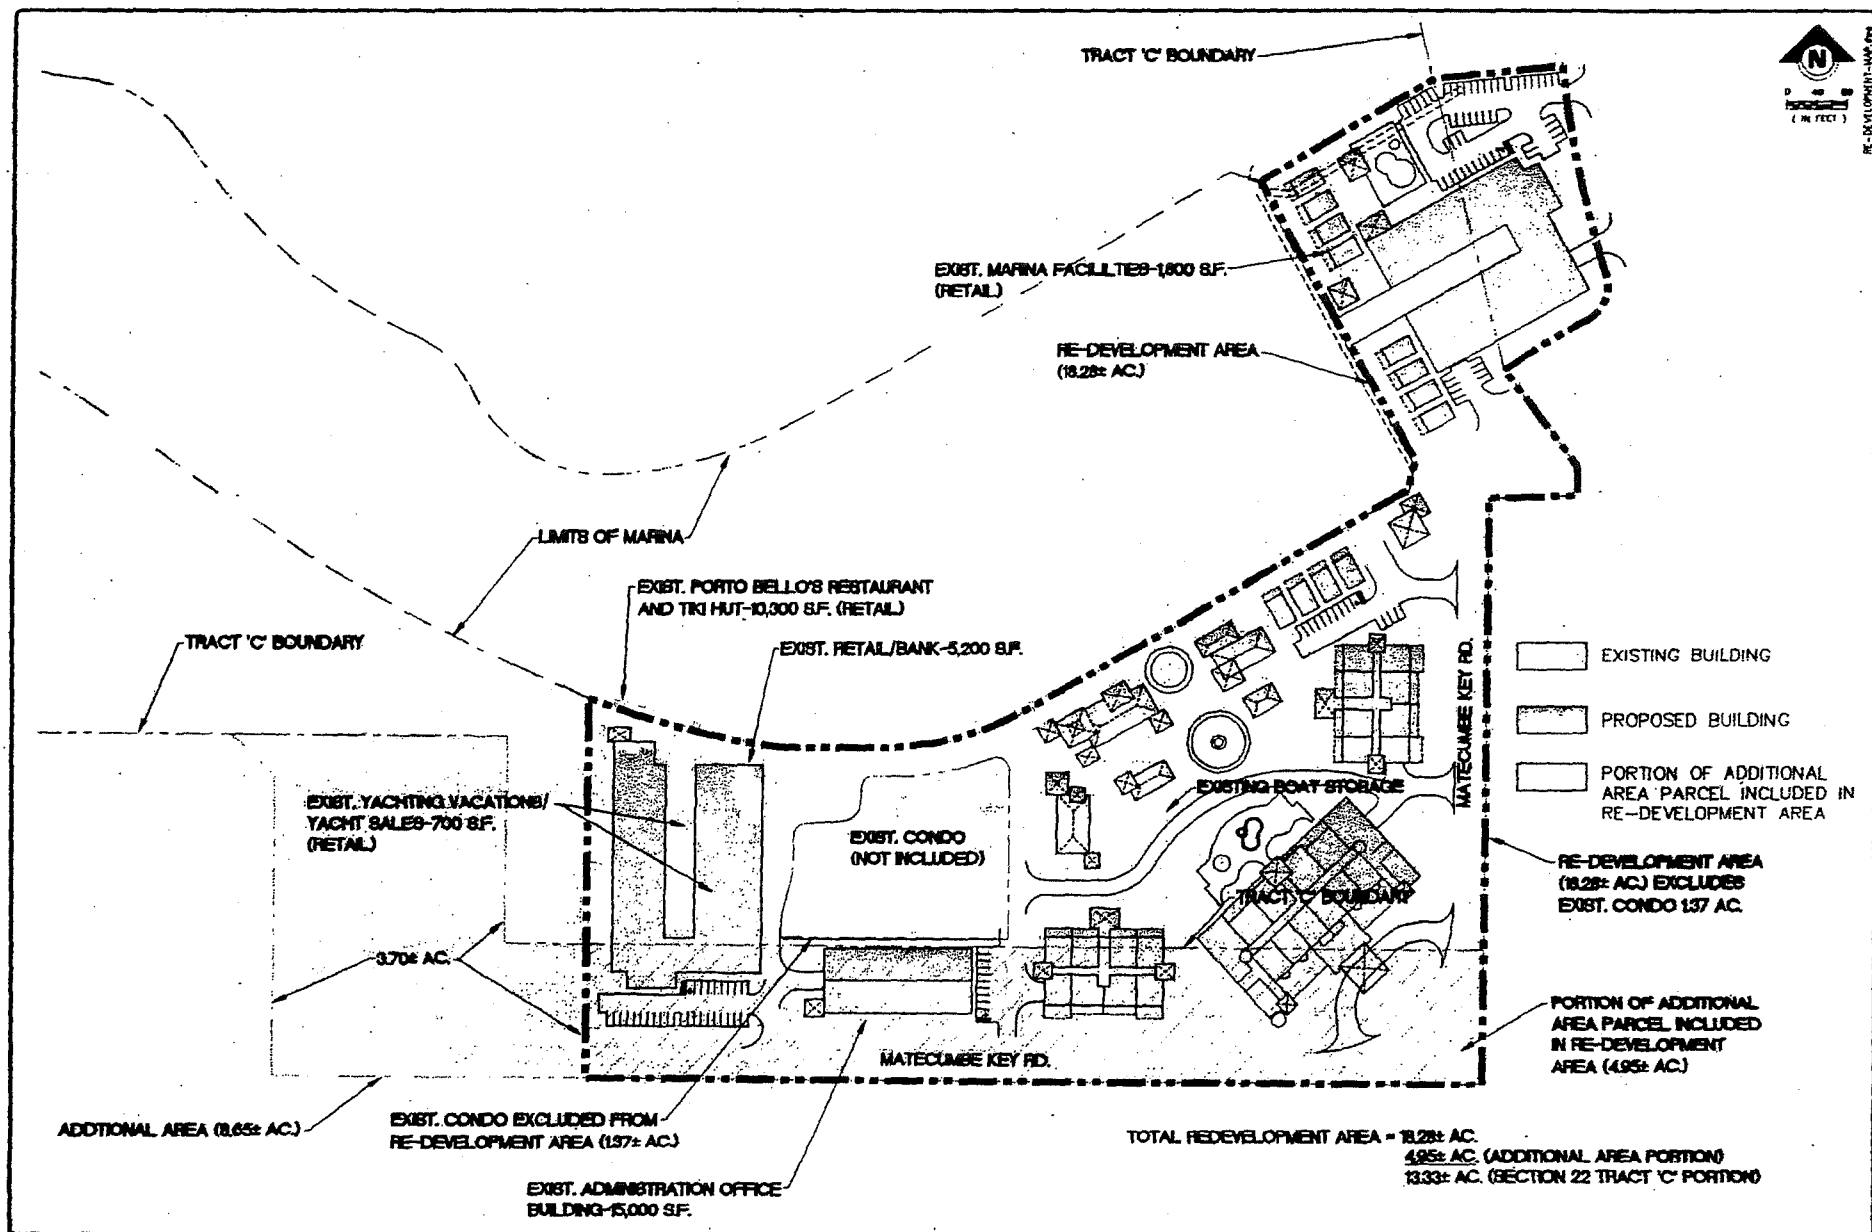 TRACT 'C' BOUNDARY
N
( IN FEET )
RE-DEVELOPMENT-MAP.dwg
EXIST. MARINA FACILILTIES-1,800 S.F.
(RETAIL)
RE-DEVELOPMENT AREA
(18.28± AC.)
LIMITS OF MARINA
EXIST. PORTO BELLO'S RESTAURANT
AND TIKI HUT-10,300 S.F. (RETAIL)
TRACT 'C' BOUNDARY
EXIST. RETAIL/BANK-5,200 S.F.
MATECUMBE KEY RD.
EXISTING BUILDING
PROPOSED BUILDING
PORTION OF ADDITIONAL
AREA PARCEL INCLUDED IN
RE-DEVELOPMENT AREA
EXIST. YACHTING VACATIONS/
YACHT SALES-700 S.F.
(RETAIL)
EXISTING BOAT STORAGE
EXIST. CONDO
(NOT INCLUDED)
RE-DEVELOPMENT AREA
(18.28± AC.) EXCLUDES
EXIST. CONDO 1.37 AC.
TRACT 'C' BOUNDARY
3.70± AC.
PORTION OF ADDITIONAL
AREA PARCEL INCLUDED
IN RE-DEVELOPMENT
AREA (4.95± AC.)
MATECUMBE KEY RD.
ADDTIONAL AREA (8.65± AC.)
EXIST. CONDO EXCLUDED FROM
RE-DEVELOPMENT AREA (1.37± AC.)
TOTAL REDEVELOPMENT AREA = 18.28± AC.
4.95± AC. (ADDITIONAL AREA PORTION)
13.33± AC. (SECTION 22 TRACT 'C' PORTION)
EXIST. ADMINISTRATION OFFICE
BUILDING-15,000 S.F.